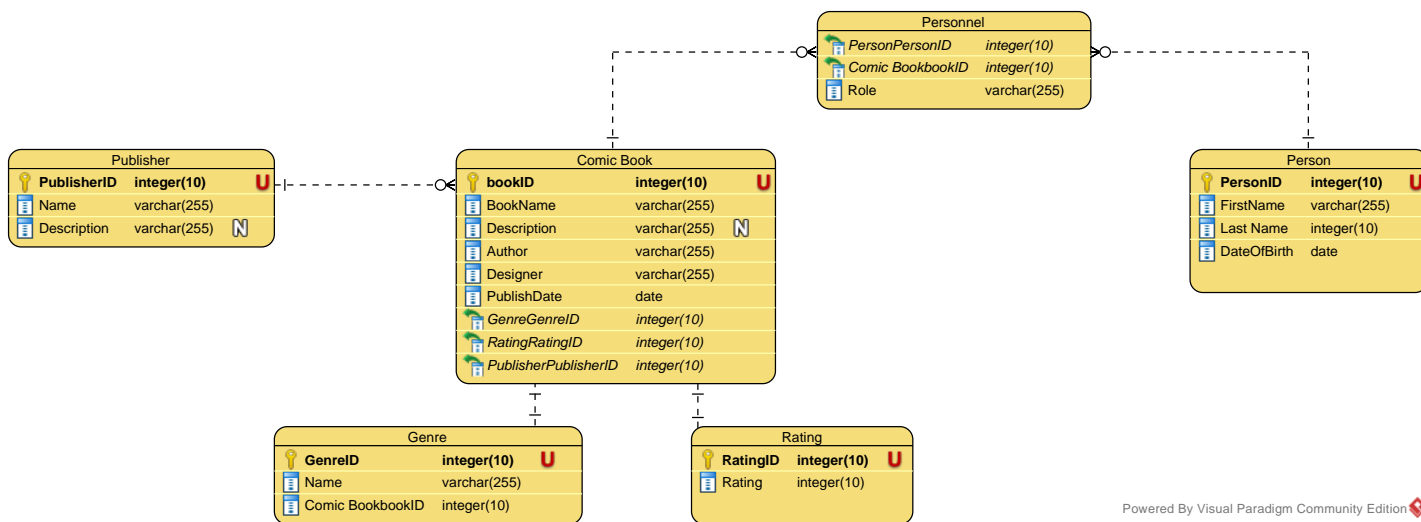 Personnel
PersonPersonID integer(10)
Comic BookbookID integer(10)
Role varchar(255)
Publisher
PublisherID integer(10) U
Name varchar(255)
Description varchar(255) N
Comic Book
bookID integer(10) U
BookName varchar(255)
Description varchar(255) N
Author varchar(255)
Designer varchar(255)
PublishDate date
GenreGenreID integer(10)
RatingRatingID integer(10)
PublisherPublisherID integer(10)
Person
PersonID integer(10) U
FirstName varchar(255)
Last Name integer(10)
DateOfBirth date
Genre
GenreID integer(10) U
Name varchar(255)
Comic BookbookID integer(10)
Rating
RatingID integer(10) U
Rating integer(10)
Powered By Visual Paradigm Community Edition